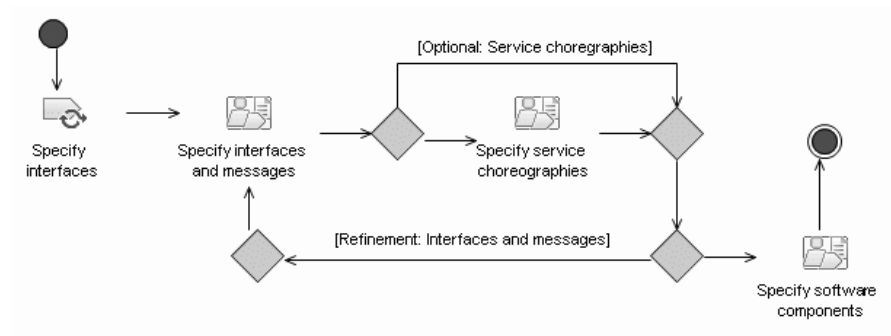 [Optional: Service choregraphies]
Specify
interfaces
Specify interfaces
and messages
Specify service
choreographies
[Refinement: Interfaces and messages]
Specify software
components